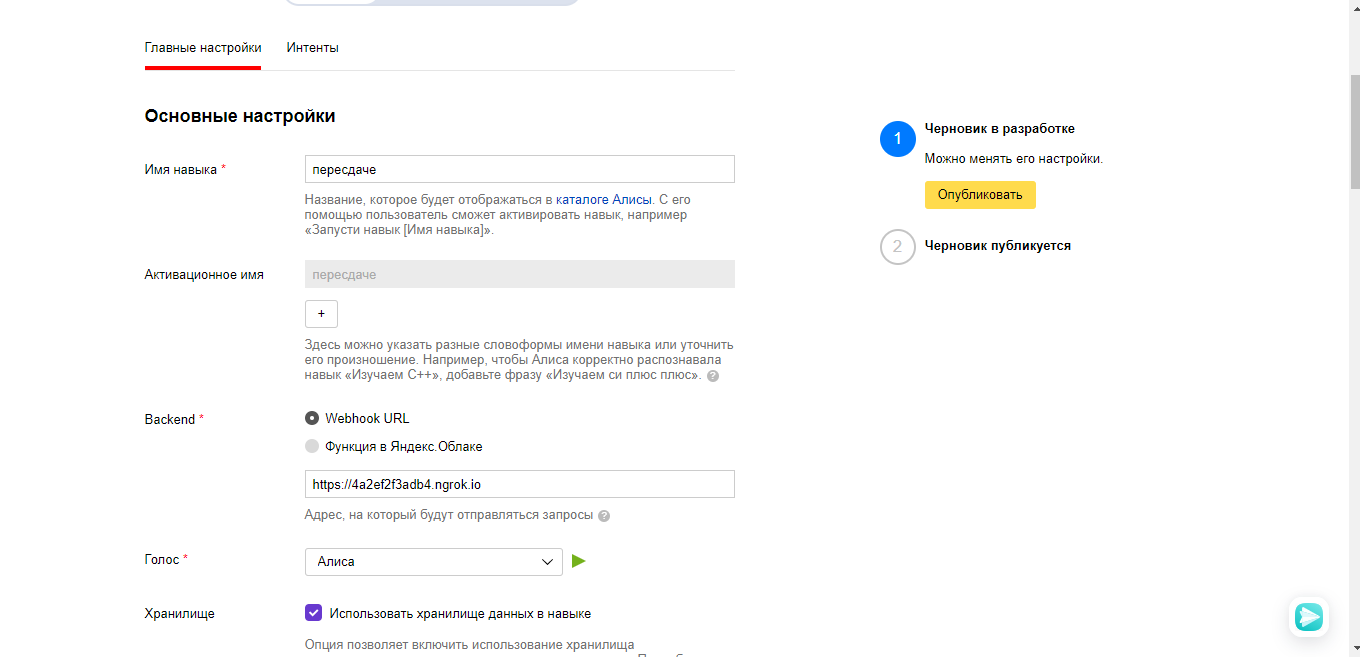 Главные настройки
Интенты
Основные настройки
Имя навыка *
пересдаче
Название, которое будет отображаться в каталоге Алисы. С его
помощью пользователь сможет активировать навык, например
«Запусти навык [Имя навыка]».
Активационное имя
пересдаче
+
Здесь можно указать разные словоформы имени навыка или уточнить
его произношение. Например, чтобы Алиса корректно распознавала
навык «Изучаем C++», добавьте фразу «Изучаем си плюс плюс». ?
Backend *
Webhook URL
Функция в Яндекс.Облаке
https://4a2ef2f3adb4.ngrok.io
Адрес, на который будут отправляться запросы ?
Голос *
Алиса
Хранилище
Использовать хранилище данных в навыке
Опция позволяет включить использование хранилища
1
Черновик в разработке
Можно менять его настройки.
Опубликовать
2
Черновик публикуется